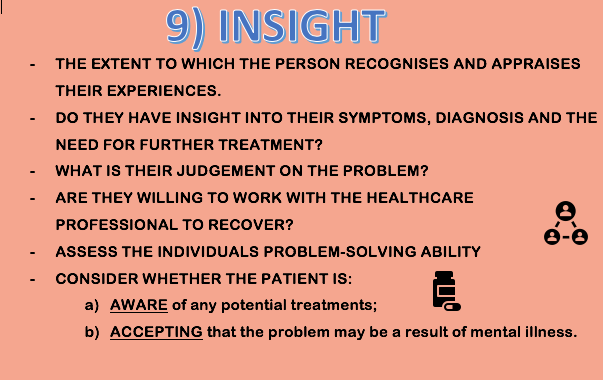 9) INSIGHT
- THE EXTENT TO WHICH THE PERSON RECOGNISES AND APPRAISES
THEIR EXPERIENCES.
- DO THEY HAVE INSIGHT INTO THEIR SYMPTOMS, DIAGNOSIS AND THE
NEED FOR FURTHER TREATMENT?
- WHAT IS THEIR JUDGEMENT ON THE PROBLEM?
- ARE THEY WILLING TO WORK WITH THE HEALTHCARE
PROFESSIONAL TO RECOVER?
- ASSESS THE INDIVIDUALS PROBLEM-SOLVING ABILITY
- CONSIDER WHETHER THE PATIENT IS:
a) AWARE of any potential treatments;
b) ACCEPTING that the problem may be a result of mental illness.